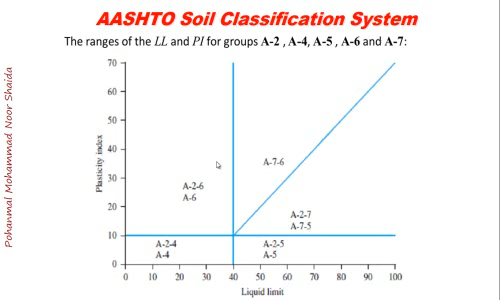 AASHTO Soil Classification System
The ranges of the LL and PI for groups A-2 , A-4, A-5 , A-6 and A-7:
Pohanmal Mohammad Noor Shaida
Plasticity index
70
60
50
40
30
20
10
0
A-7-6
A-2-6
A-6
A-2-7
A-7-5
A-2-4
A-4
A-2-5
A-5
0 10 20 30 40 50 60 70 80 90 100
Liquid limit